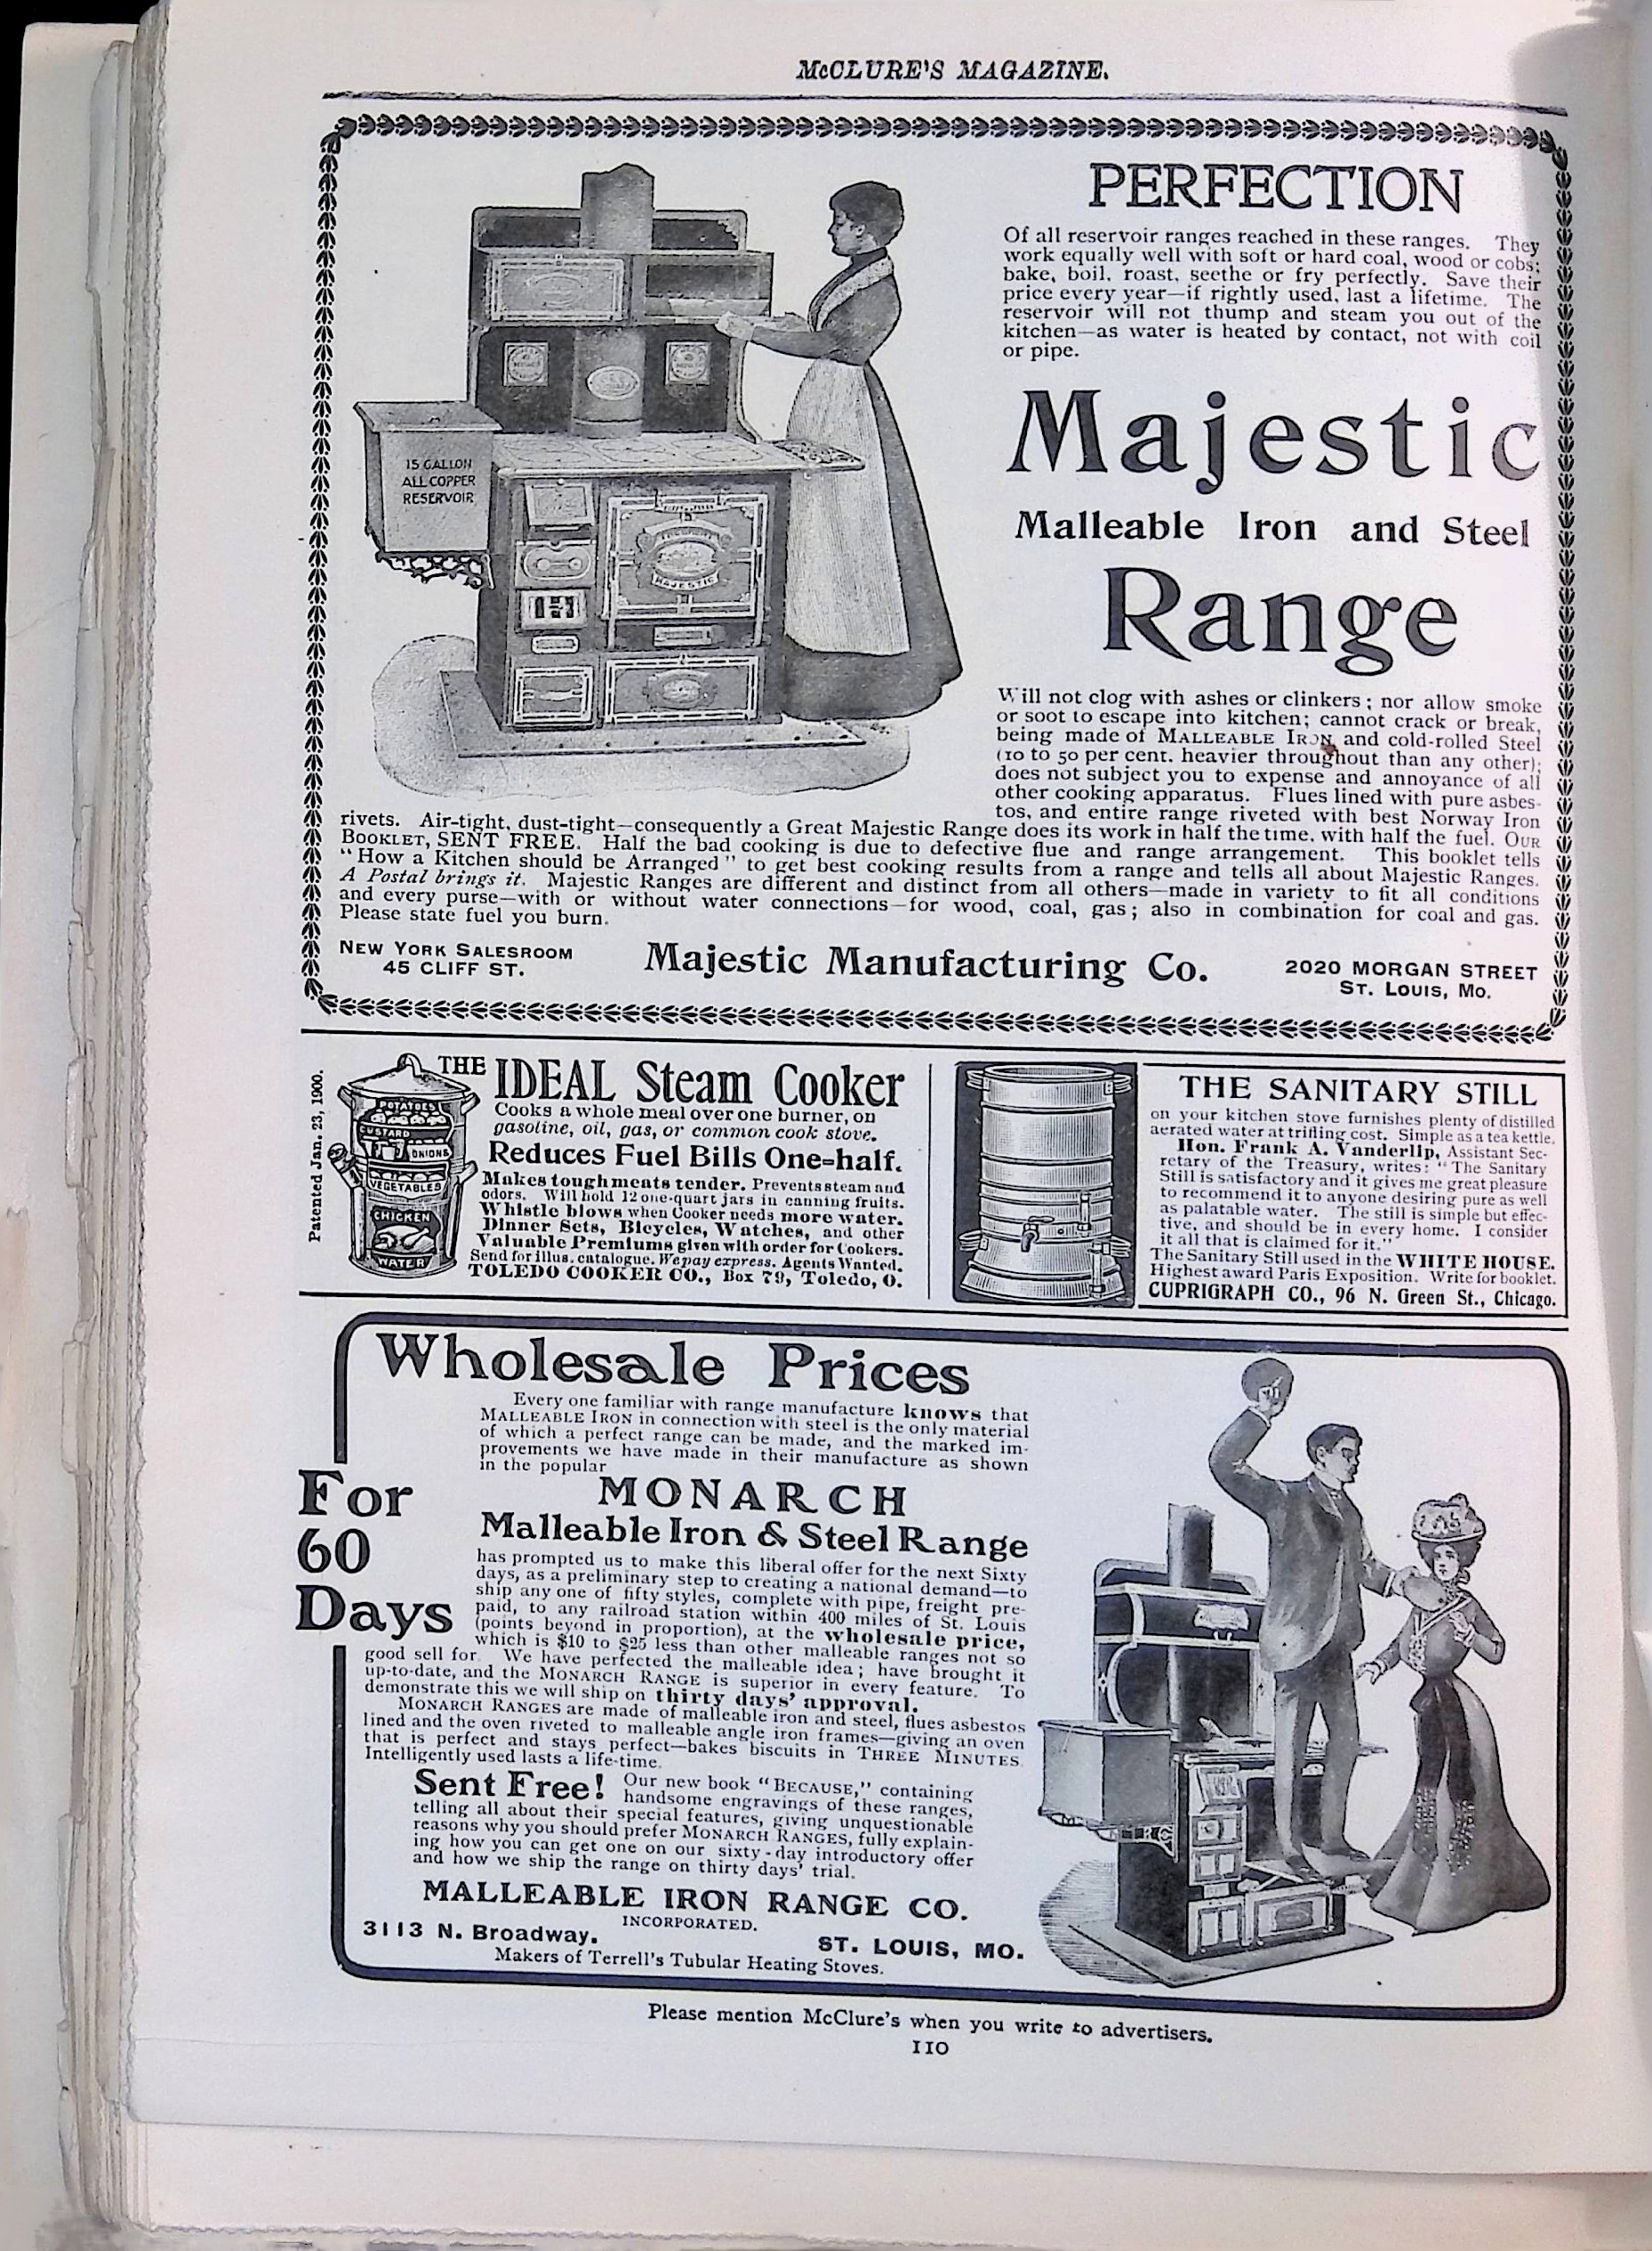 McCLURE'S MAGAZINE.
15 GALLON
ALL COPPER
RESERVOIR
MAJESTIC
PERFECTION
Of all reservoir ranges reached in these ranges. They
work equally well with soft or hard coal, wood or cobs;
bake, boil, roast, seethe or fry perfectly. Save their
price every year—if rightly used, last a lifetime. The
reservoir will not thump and steam you out of the
kitchen—as water is heated by contact, not with coil
or pipe.
Majestic
Malleable Iron and Steel
Range
Will not clog with ashes or clinkers; nor allow smoke
or soot to escape into kitchen; cannot crack or break,
being made of MALLEABLE IRON and cold-rolled Steel
(10 to 50 per cent. heavier throughout than any other);
does not subject you to expense and annoyance of all
other cooking apparatus. Flues lined with pure asbes-
tos, and entire range riveted with best Norway Iron
rivets. Air-tight, dust-tight—consequently a Great Majestic Range does its work in half the time, with half the fuel. OUR
BOOKLET, SENT FREE. Half the bad cooking is due to defective flue and range arrangement. This booklet tells
"How a Kitchen should be Arranged" to get best cooking results from a range and tells all about Majestic Ranges.
A Postal brings it. Majestic Ranges are different and distinct from all others—made in variety to fit all conditions
and every purse—with or without water connections—for wood, coal, gas; also in combination for coal and gas.
Please state fuel you burn.
NEW YORK SALESROOM
45 CLIFF ST.
Majestic Manufacturing Co.
2020 MORGAN STREET
ST. LOUIS, MO.
Patented Jan. 23, 1900.
POTATOES
CUSTARD
ONIONS
VEGETABLES
CHICKEN
WATER
THE IDEAL Steam Cooker
Cooks a whole meal over one burner, on
gasoline, oil, gas, or common cook stove.
Reduces Fuel Bills One-half.
Makes tough meats tender. Prevents steam and
odors. Will hold 12 one-quart jars in canning fruits.
Whistle blows when Cooker needs more water.
Dinner Sets, Bicycles, Watches, and other
Valuable Premiums given with order for Cookers.
Send for illus. catalogue. We pay express. Agents Wanted.
TOLEDO COOKER CO., Box 79, Toledo, O.
THE SANITARY STILL
on your kitchen stove furnishes plenty of distilled
aerated water at trifling cost. Simple as a tea kettle.
Hon. Frank A. Vanderlip, Assistant Sec-
retary of the Treasury, writes: "The Sanitary
Still is satisfactory and it gives me great pleasure
to recommend it to anyone desiring pure as well
as palatable water. The still is simple but effec-
tive, and should be in every home. I consider
it all that is claimed for it."
The Sanitary Still used in the WHITE HOUSE.
Highest award Paris Exposition. Write for booklet.
CUPRIGRAPH CO., 96 N. Green St., Chicago.
Wholesale Prices
For
60
Days
Every one familiar with range manufacture knows that
MALLEABLE IRON in connection with steel is the only material
of which a perfect range can be made, and the marked im-
provements we have made in their manufacture as shown
in the popular
MONARCH
Malleable Iron & Steel Range
has prompted us to make this liberal offer for the next Sixty
days, as a preliminary step to creating a national demand—to
ship any one of fifty styles, complete with pipe, freight pre-
paid, to any railroad station within 400 miles of St. Louis
(points beyond in proportion), at the wholesale price,
which is $10 to $25 less than other malleable ranges not so
good sell for. We have perfected the malleable idea; have brought it
up-to-date, and the MONARCH RANGE is superior in every feature. To
demonstrate this we will ship on thirty days' approval.
MONARCH RANGES are made of malleable iron and steel, flues asbestos
lined and the oven riveted to malleable angle iron frames—giving an oven
that is perfect and stays perfect—bakes biscuits in THREE MINUTES.
Intelligently used lasts a life-time.
Sent Free! Our new book "BECAUSE," containing
handsome engravings of these ranges,
telling all about their special features, giving unquestionable
reasons why you should prefer MONARCH RANGES, fully explain-
ing how you can get one on our sixty-day introductory offer
and how we ship the range on thirty days' trial.
MALLEABLE IRON RANGE CO.
INCORPORATED.
3113 N. Broadway.
ST. LOUIS, MO.
Makers of Terrell's Tubular Heating Stoves.
Please mention McClure's when you write to advertisers.
110